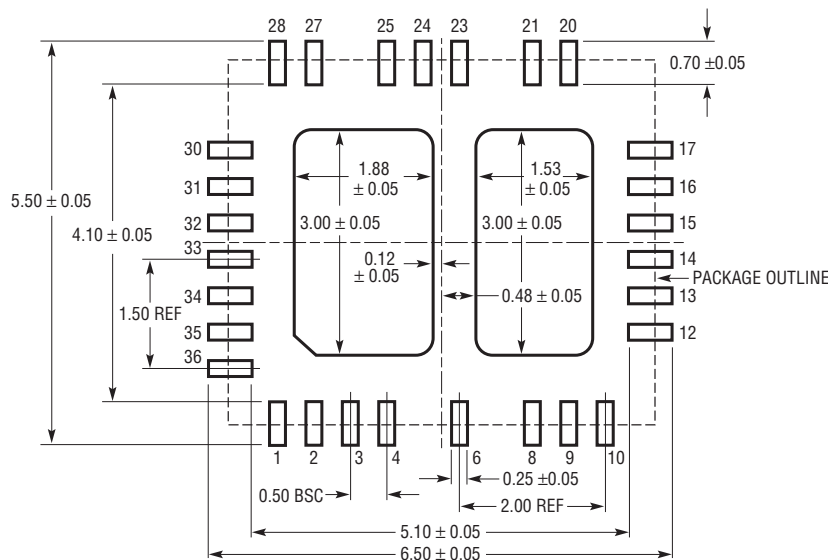 28 27 25 24 23 21 20
0.70 ±0.05
30
31
32
33
34
35
36
17
16
15
14
13
12
1.88
± 0.05
1.53
± 0.05
3.00 ± 0.05
3.00 ± 0.05
5.50 ± 0.05
4.10 ± 0.05
0.12
± 0.05
0.48 ± 0.05
PACKAGE OUTLINE
1.50 REF
1 2 3 4 6 8 9 10
0.25 ±0.05
0.50 BSC
2.00 REF
5.10 ± 0.05
6.50 ± 0.05